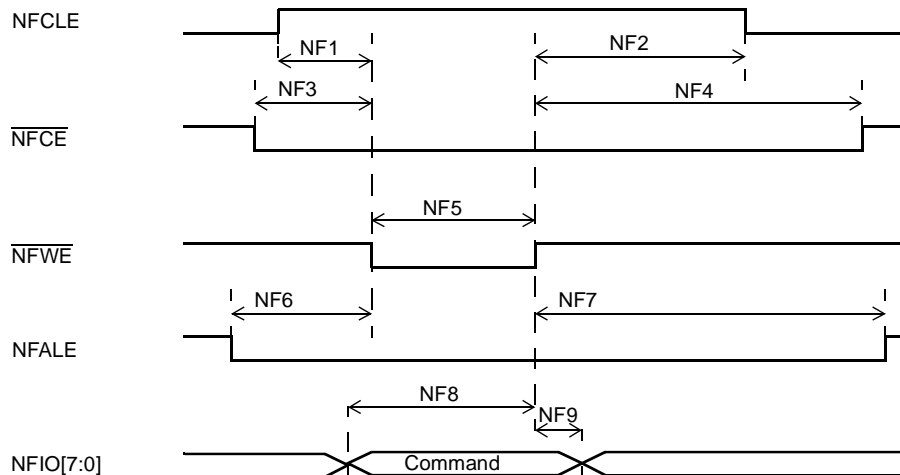 NFCLE
NF1
NF2
NF3
NF4
NFCE
NF5
NFWE
NF6
NF7
NFALE
NF8
NF9
NFIO[7:0]
Command